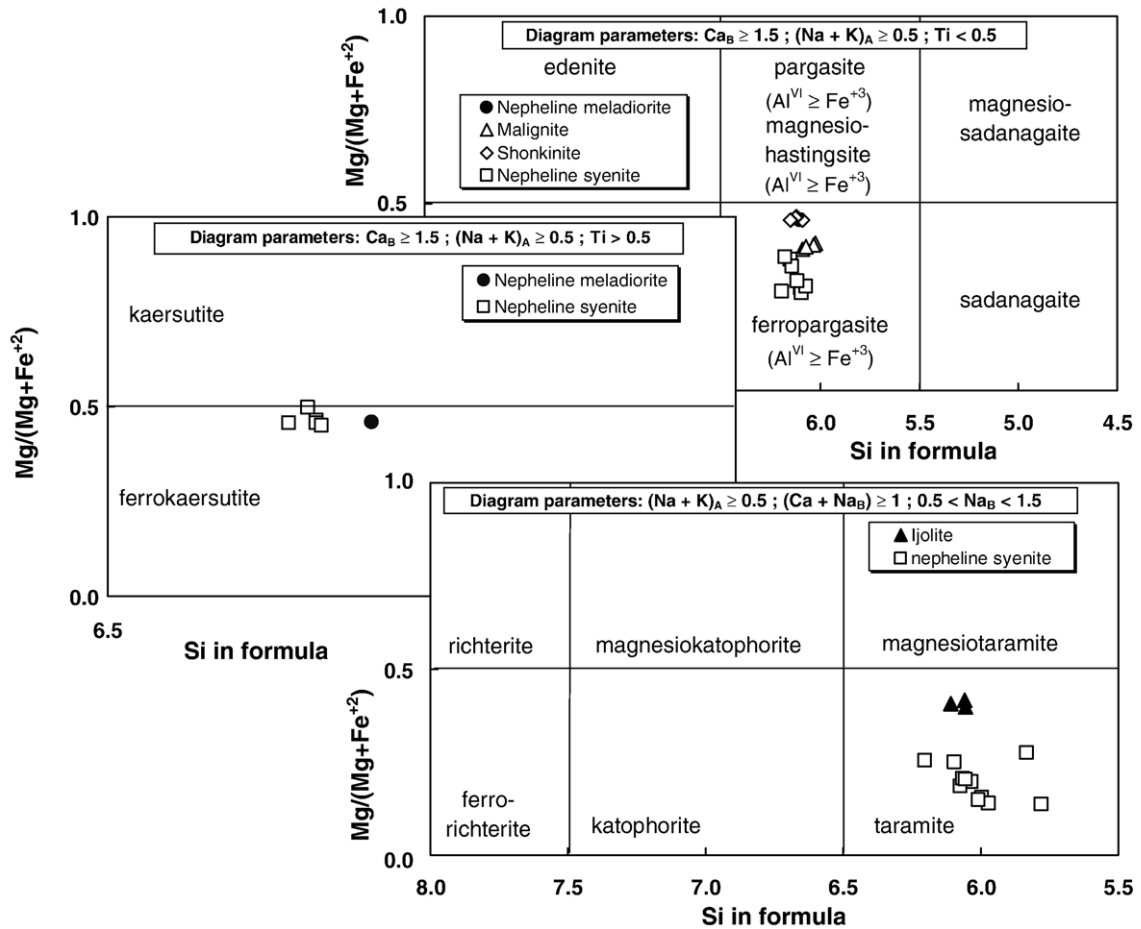 Diagram parameters: CaB ≥ 1.5 ; (Na + K)A ≥ 0.5 ; Ti < 0.5
1.0
0.5
Mg/(Mg+Fe+2)
edenite
pargasite
(AlVI ≥ Fe+3)
magnesio-
hastingsite
(AlVI ≥ Fe+3)
magnesio-
sadanagaite
Nepheline meladiorite
Malignite
Shonkinite
Nepheline syenite
ferropargasite
(AlVI ≥ Fe+3)
sadanagaite
6.0
5.5
5.0
4.5
Si in formula
Diagram parameters: CaB ≥ 1.5 ; (Na + K)A ≥ 0.5 ; Ti > 0.5
1.0
0.5
0.0
Mg/(Mg+Fe+2)
Nepheline meladiorite
Nepheline syenite
kaersutite
ferrokaersutite
6.5
Si in formula
Diagram parameters: (Na + K)A ≥ 0.5 ; (Ca + NaB) ≥ 1 ; 0.5 < NaB < 1.5
1.0
0.5
0.0
Mg/(Mg+Fe+2)
Ijolite
nepheline syenite
richterite
magnesiokatophorite
magnesiotaramite
ferro-
richterite
katophorite
taramite
8.0
7.5
7.0
6.5
6.0
5.5
Si in formula